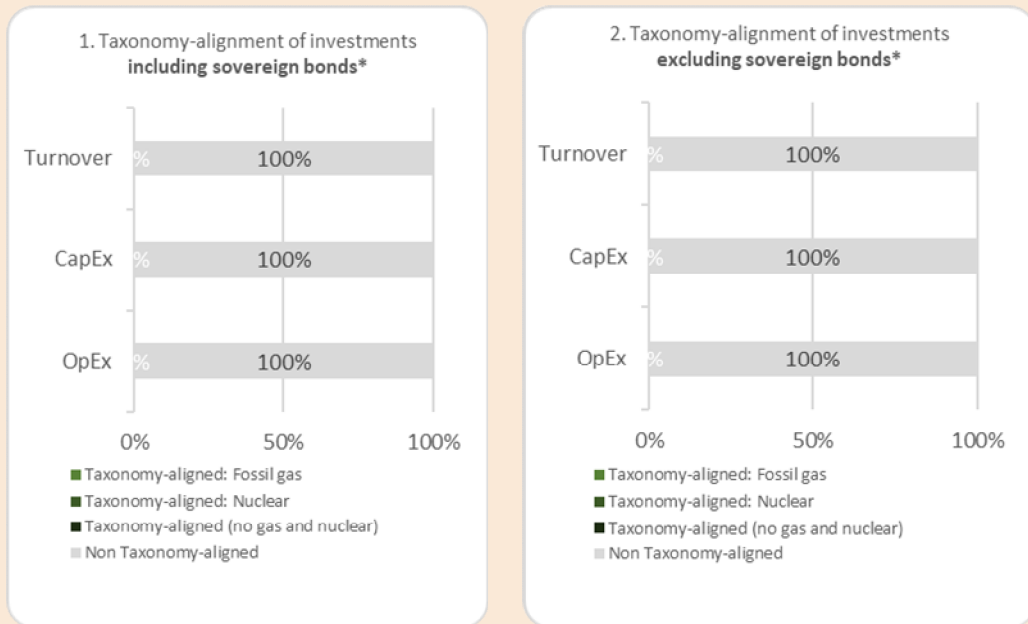 1. Taxonomy-alignment of investments
including sovereign bonds*
Turnover
%
100%
CapEx
%
100%
OpEx
%
100%
0%
50%
100%
Taxonomy-aligned: Fossil gas
Taxonomy-aligned: Nuclear
Taxonomy-aligned (no gas and nuclear)
Non Taxonomy-aligned
2. Taxonomy-alignment of investments
excluding sovereign bonds*
Turnover
%
100%
CapEx
%
100%
OpEx
%
100%
0%
50%
100%
Taxonomy-aligned: Fossil gas
Taxonomy-aligned: Nuclear
Taxonomy-aligned (no gas and nuclear)
Non Taxonomy-aligned